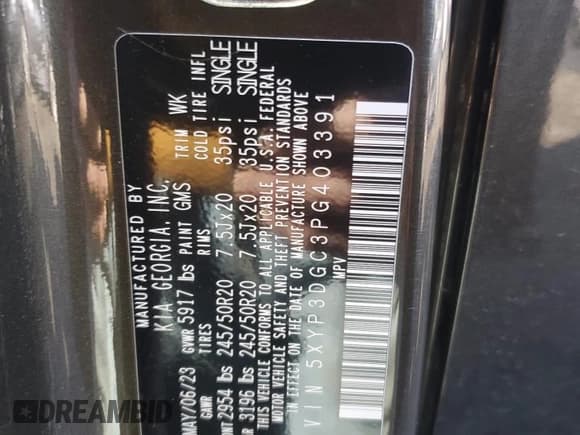 MANUFACTURED BY
KIA GEORGIA, INC.
MAY/06/23 GVWR 5917 lbs PAINT GMS TRIM WK
GAWR TIRES RIMS COLD TIRE INFL
NT 2954 lbs 245/50R20 7.5Jx20 35psi SINGLE
R 3196 lbs 245/50R20 7.5Jx20 35psi SINGLE
THIS VEHICLE CONFORMS TO ALL APPLICABLE U.S.A. FEDERAL
MOTOR VEHICLE SAFETY AND THEFT PREVENTION STANDARDS
IN EFFECT ON THE DATE OF MANUFACTURE SHOWN ABOVE
VIN 5XYP3DGC3PG403391
MPV
DREAMBID